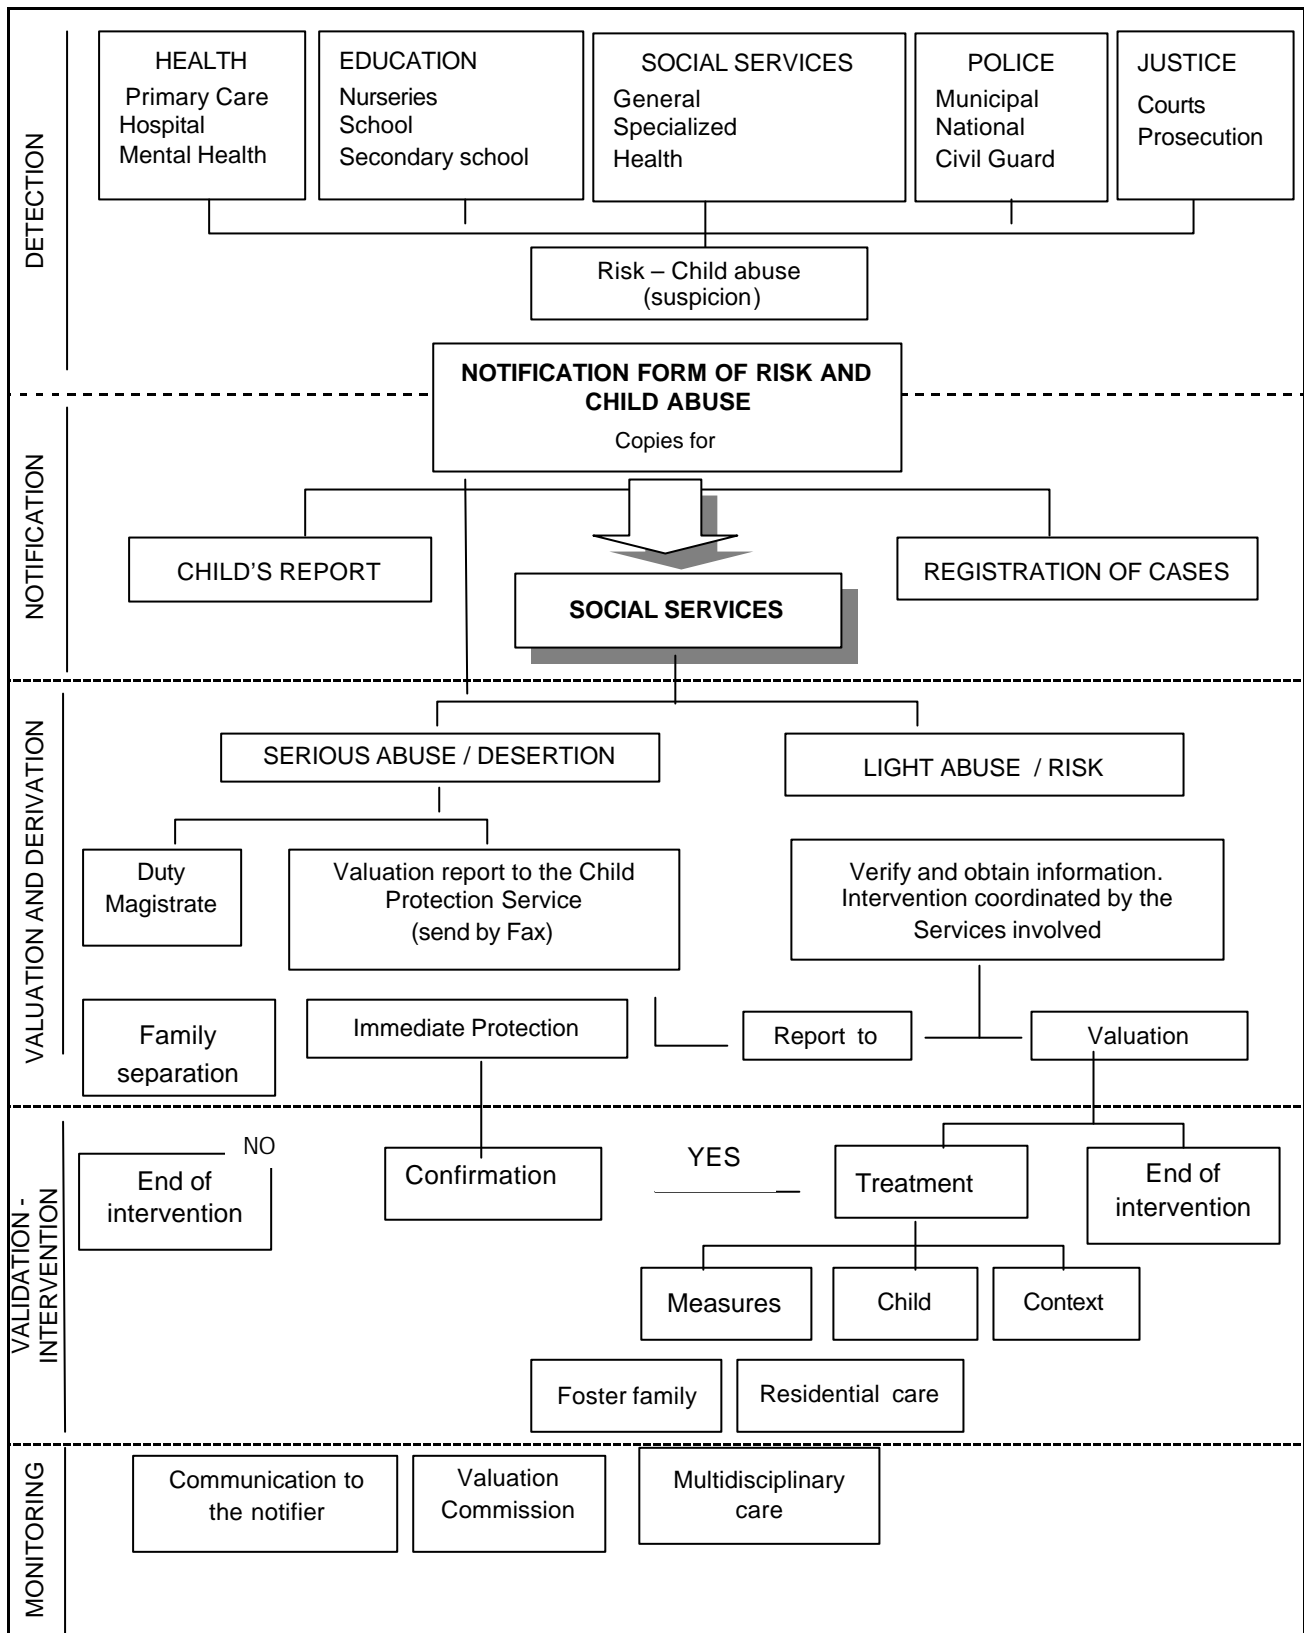 DETECTION
HEALTH
Primary Care
Hospital
Mental Health
EDUCATION
Nurseries
School
Secondary school
SOCIAL SERVICES
General
Specialized
Health
POLICE
Municipal
National
Civil Guard
JUSTICE
Courts
Prosecution
Risk – Child abuse
(suspicion)
NOTIFICATION FORM OF RISK AND
CHILD ABUSE
Copies for
NOTIFICATION
CHILD'S REPORT
SOCIAL SERVICES
REGISTRATION OF CASES
VALUATION AND DERIVATION
SERIOUS ABUSE / DESERTION
LIGHT ABUSE / RISK
Duty
Magistrate
Valuation report to the Child
Protection Service
(send by Fax)
Verify and obtain information.
Intervention coordinated by the
Services involved
Family
separation
Immediate Protection
Report to
Valuation
VALIDATION -
INTERVENTION
NO
End of
intervention
Confirmation
YES
Treatment
End of
intervention
Measures
Child
Context
Foster family
Residential care
MONITORING
Communication to
the notifier
Valuation
Commission
Multidisciplinary
care